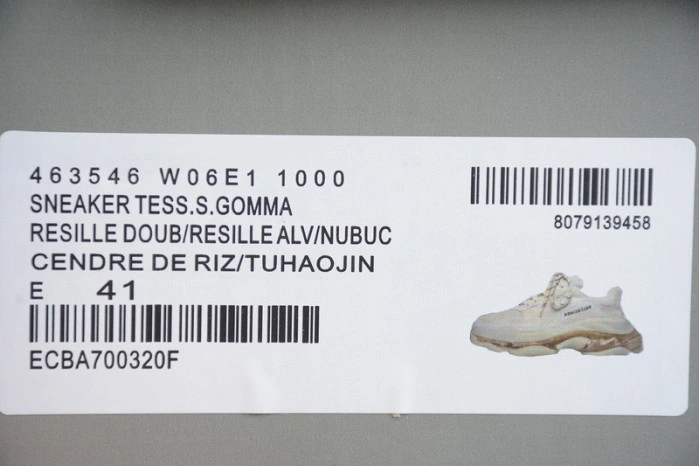 463546 W06E1 1000
SNEAKER TESS.S.GOMMA
RESILLE DOUB/RESILLE ALV/NUBUC
CENDRE DE RIZ/TUHAOJIN
E 41
ECBA700320F
8079139458